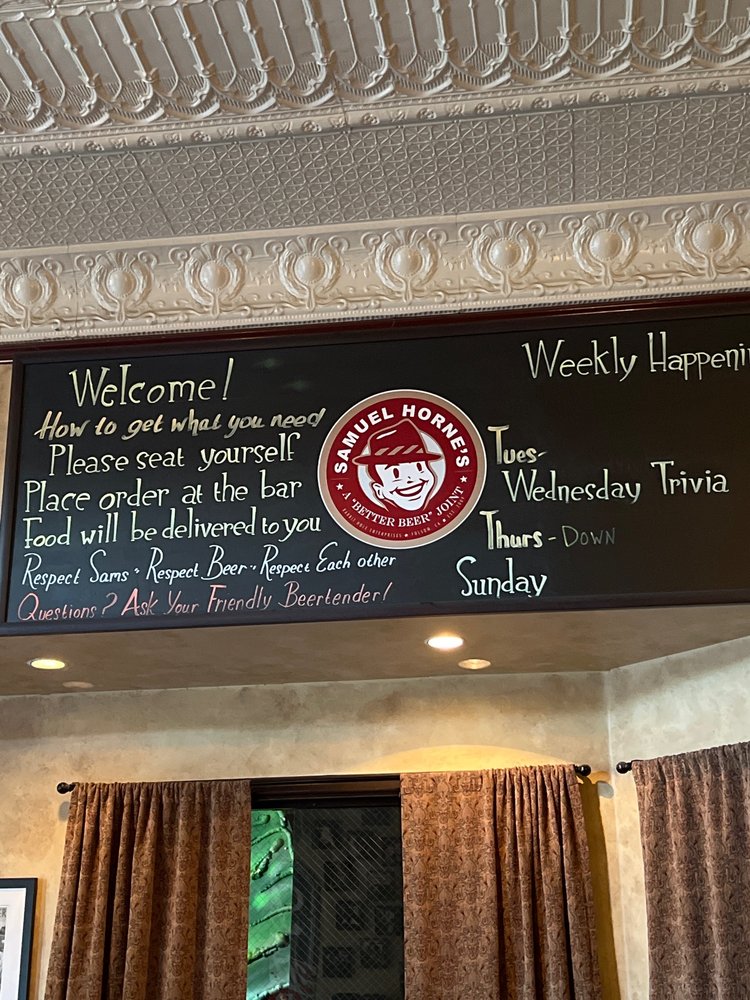 Welcome!
How to get what you need
Please seat yourself
Place order at the bar
Food will be delivered to you
Respect Sams · Respect Beer · Respect Each other
Questions? Ask Your Friendly Beertender!
SAMUEL HORNE'S
A "BETTER BEER" JOINT
Weekly Happenin
Tues-
Wednesday Trivia
Thurs - DOWN
Sunday